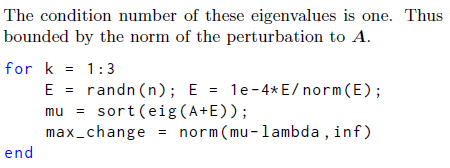 The condition number of these eigenvalues is one. Thus
bounded by the norm of the perturbation to A.
for k = 1:3
    E = randn(n); E = 1e-4*E/norm(E);
    mu = sort(eig(A+E));
    max_change = norm(mu-lambda,inf)
end